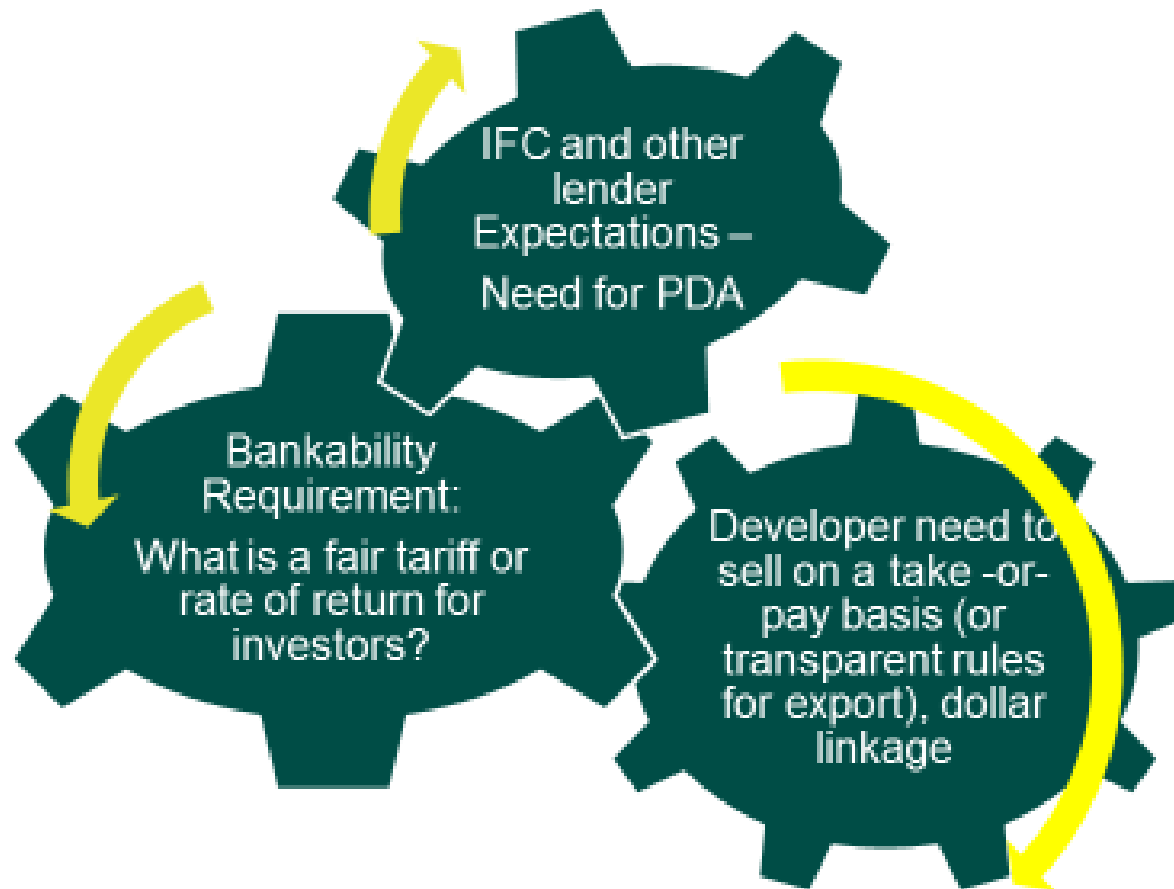 IFC and other
lender
Expectations –
Need for PDA
Bankability
Requirement:
What is a fair tariff or
rate of return for
investors?
Developer need to
sell on a take -or-
pay basis (or
transparent rules
for export), dollar
linkage